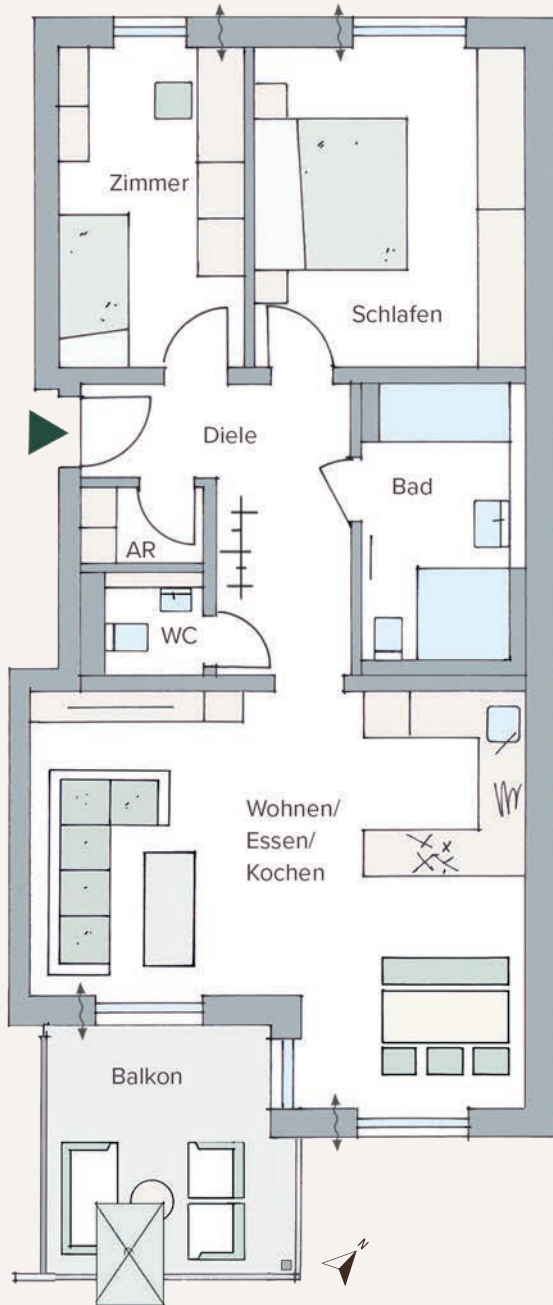 Zimmer
Schlafen
Diele
Bad
AR
WC
Wohnen/
Essen/
Kochen
Balkon
N